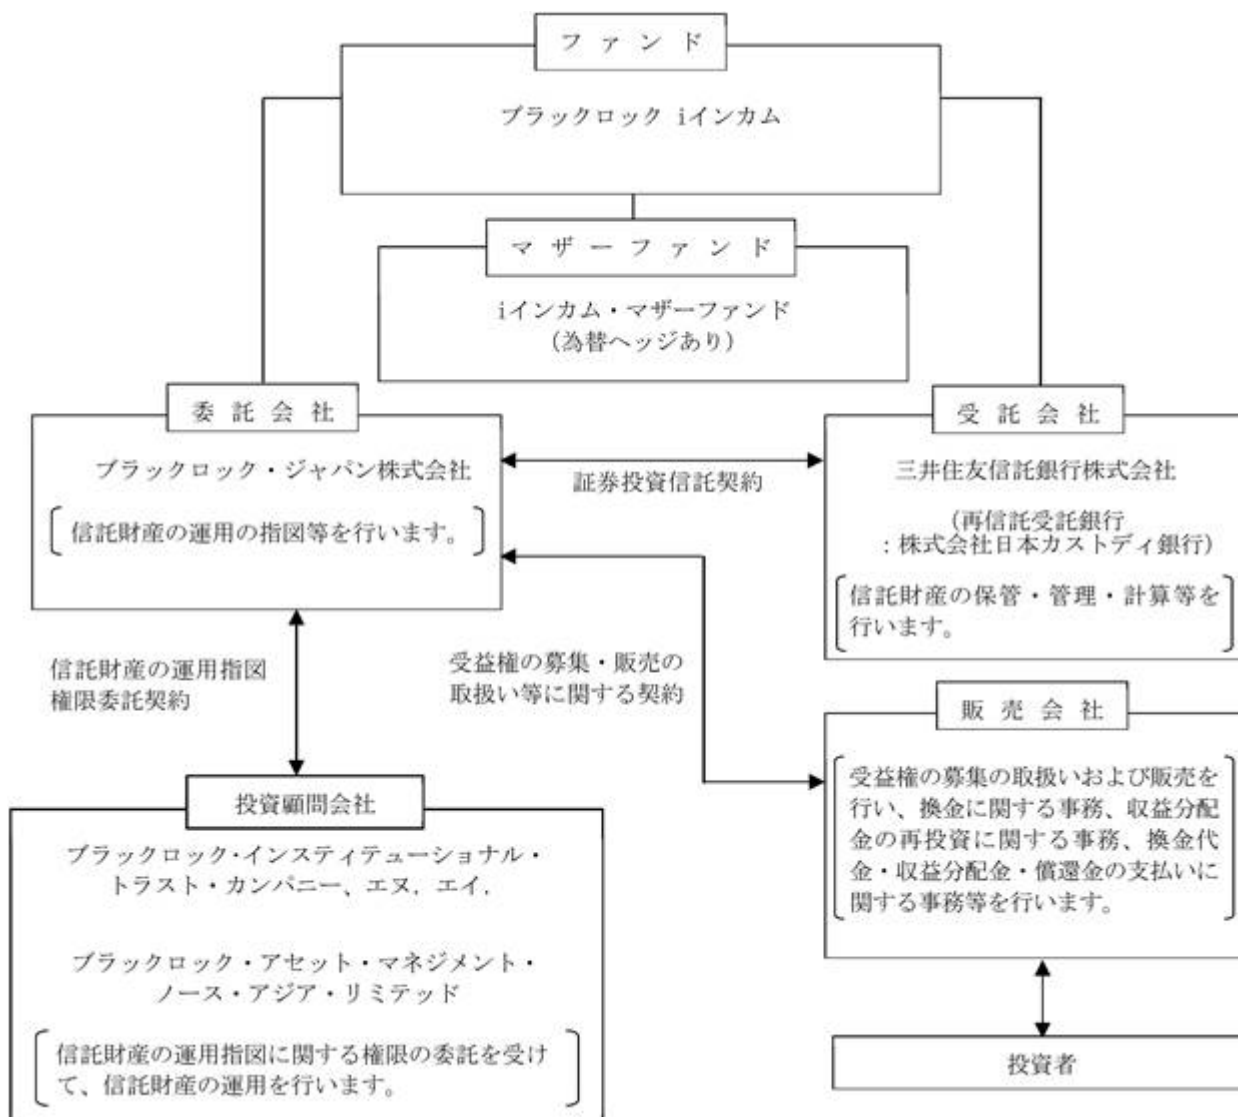 ファンド
ブラックロック iインカム
マザーファンド
iインカム・マザーファンド
(為替ヘッジあり)
委託会社
ブラックロック・ジャパン株式会社
信託財産の運用の指図等を行います。
証券投資信託契約
受託会社
三井住友信託銀行株式会社
(再信託受託銀行
:株式会社日本カストディ銀行)
信託財産の保管・管理・計算等を
行います。
信託財産の運用指図
権限委託契約
受益権の募集・販売の
取扱い等に関する契約
販売会社
受益権の募集の取扱いおよび販売を
行い、換金に関する事務、収益分配
金の再投資に関する事務、換金代
金・収益分配金・償還金の支払いに
関する事務等を行います。
投資顧問会社
ブラックロック・インスティテューショナル・
トラスト・カンパニー、エヌ.エイ.
ブラックロック・アセット・マネジメント・
ノース・アジア・リミテッド
信託財産の運用指図に関する権限の委託を受け
て、信託財産の運用を行います。
投資者